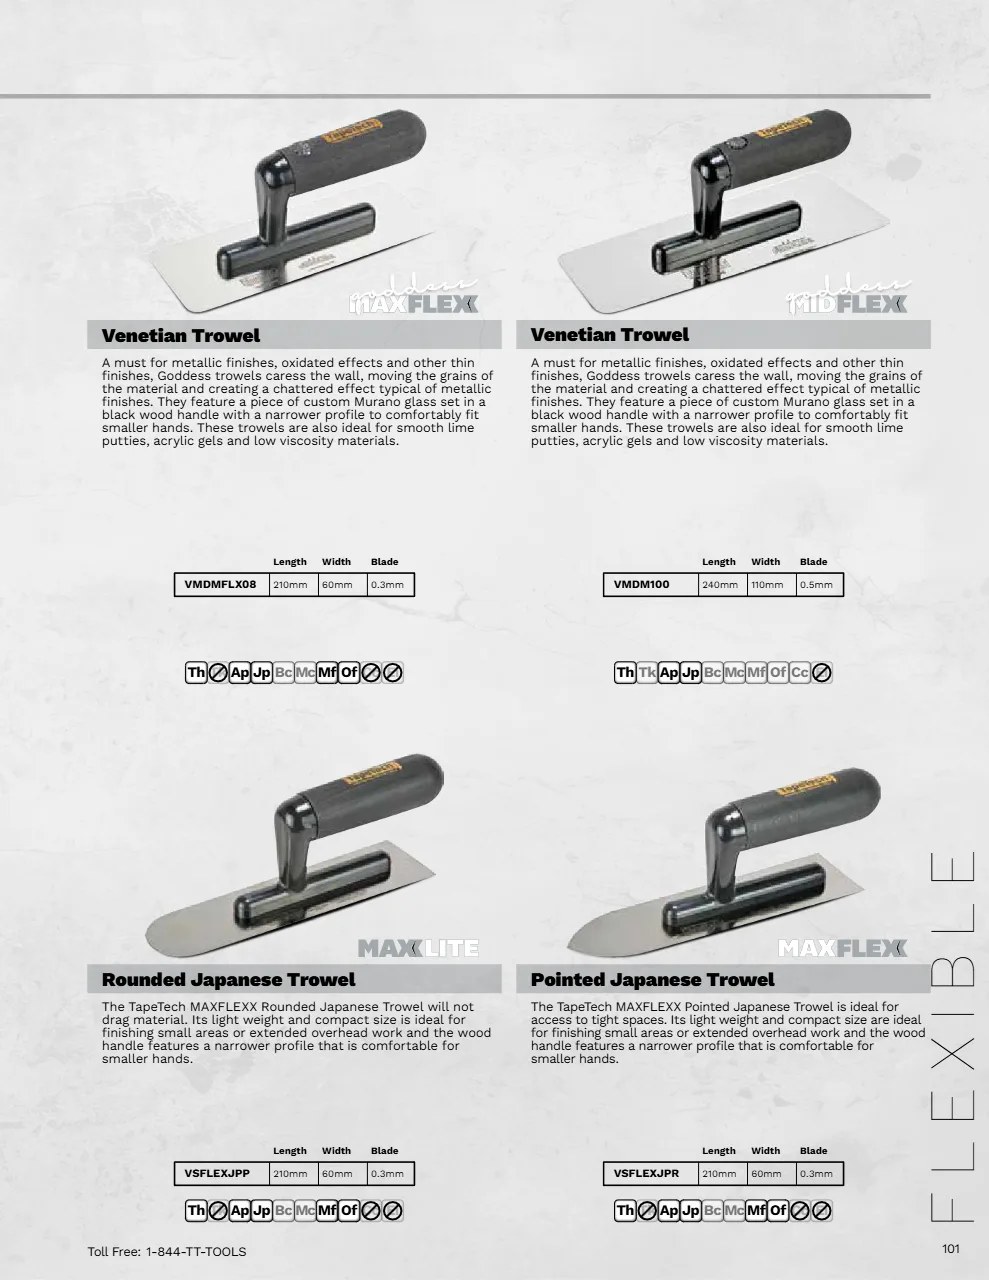 goddess
MAXFLEXX
Venetian Trowel
A must for metallic finishes, oxidated effects and other thin
finishes, Goddess trowels caress the wall, moving the grains of
the material and creating a chattered effect typical of metallic
finishes. They feature a piece of custom Murano glass set in a
black wood handle with a narrower profile to comfortably fit
smaller hands. These trowels are also ideal for smooth lime
putties, acrylic gels and low viscosity materials.
Length Width Blade
VMDMFLX08 210mm 60mm 0.3mm
Th Ap Jp Bc Mc Mf Of
goddess
MIDFLEXX
Venetian Trowel
A must for metallic finishes, oxidated effects and other thin
finishes, Goddess trowels caress the wall, moving the grains of
the material and creating a chattered effect typical of metallic
finishes. They feature a piece of custom Murano glass set in a
black wood handle with a narrower profile to comfortably fit
smaller hands. These trowels are also ideal for smooth lime
putties, acrylic gels and low viscosity materials.
Length Width Blade
VMDM100 240mm 110mm 0.5mm
Th Tk Ap Jp Bc Mc Mf Of Cc
MAXXLITE
Rounded Japanese Trowel
The TapeTech MAXFLEXX Rounded Japanese Trowel will not
drag material. Its light weight and compact size is ideal for
finishing small areas or extended overhead work and the wood
handle features a narrower profile that is comfortable for
smaller hands.
Length Width Blade
VSFLEXJPP 210mm 60mm 0.3mm
Th Ap Jp Bc Mc Mf Of
TapeTech
MAXFLEXX
Pointed Japanese Trowel
The TapeTech MAXFLEXX Pointed Japanese Trowel is ideal for
access to tight spaces. Its light weight and compact size are ideal
for finishing small areas or extended overhead work and the wood
handle features a narrower profile that is comfortable for
smaller hands.
Length Width Blade
VSFLEXJPR 210mm 60mm 0.3mm
Th Ap Jp Bc Mc Mf Of
FLEXIBLE
Toll Free: 1-844-TT-TOOLS
101